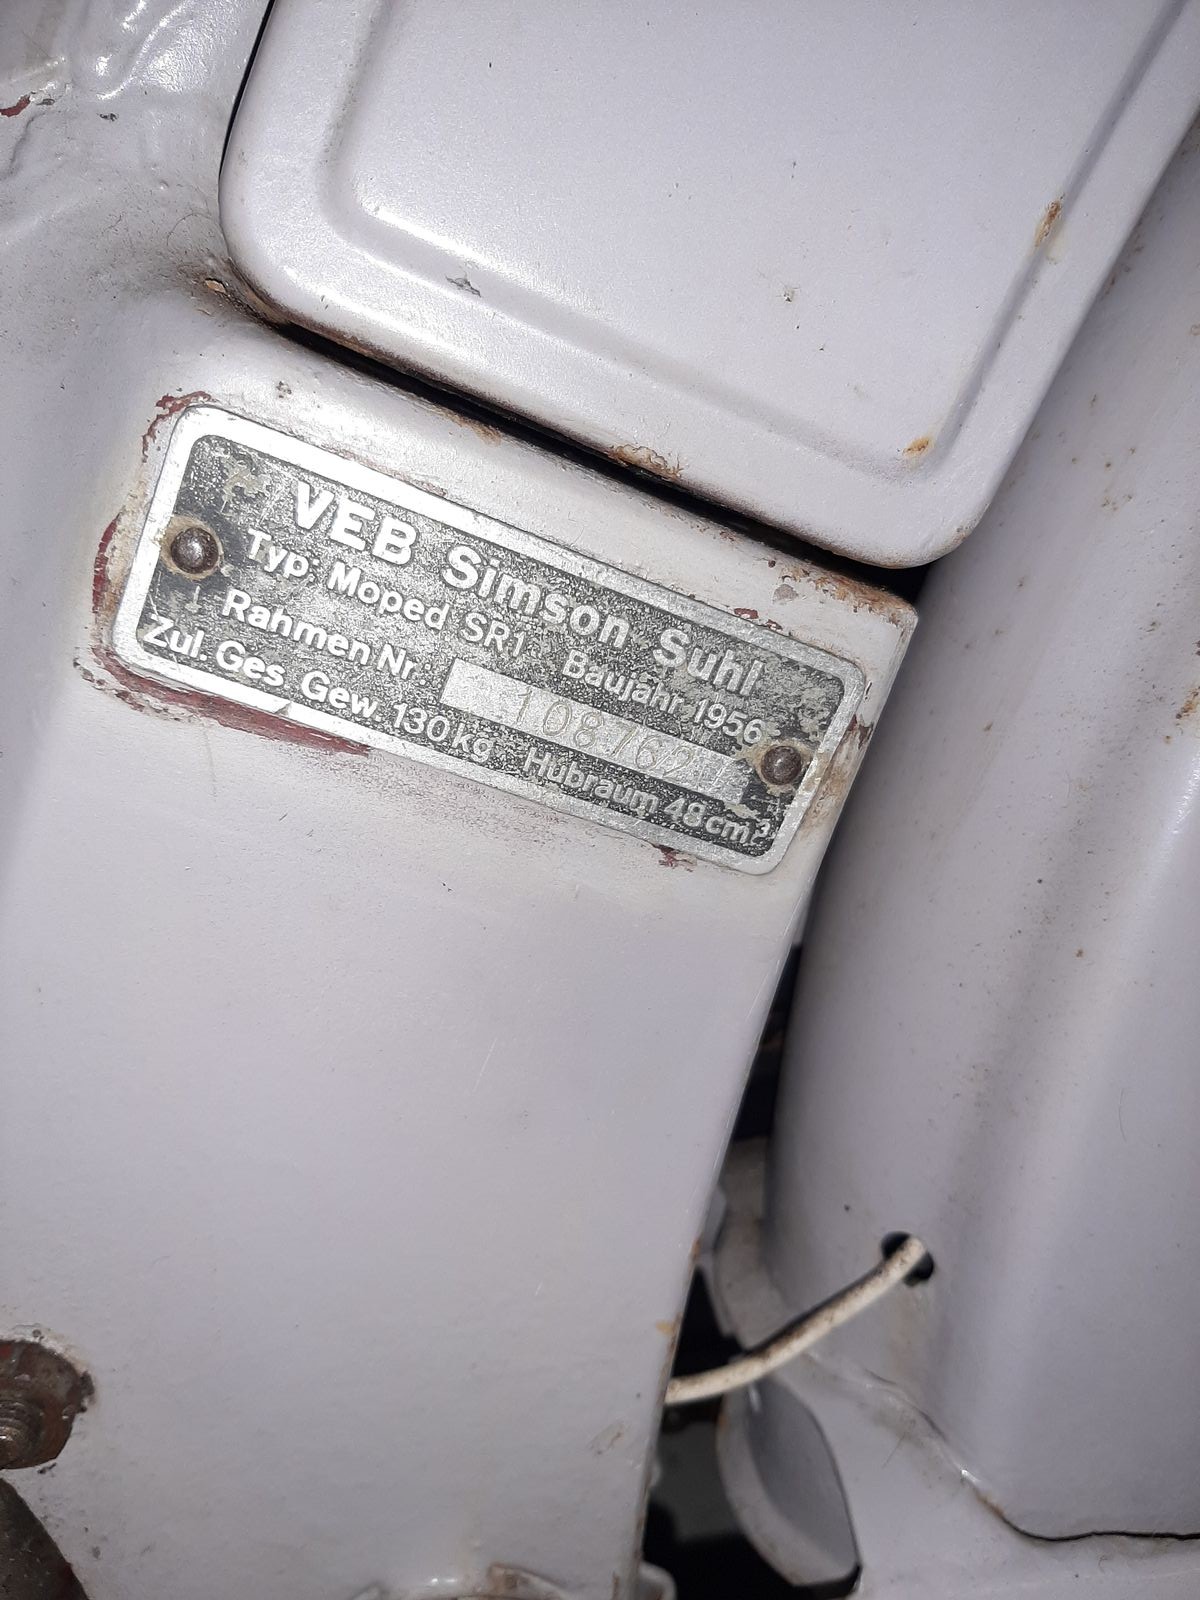 VEB Simson Suhl
Typ: Moped SR1 Baujahr 1956
Rahmen Nr:
Zul. Ges. Gew. 130 kg Hubraum 48 cm³